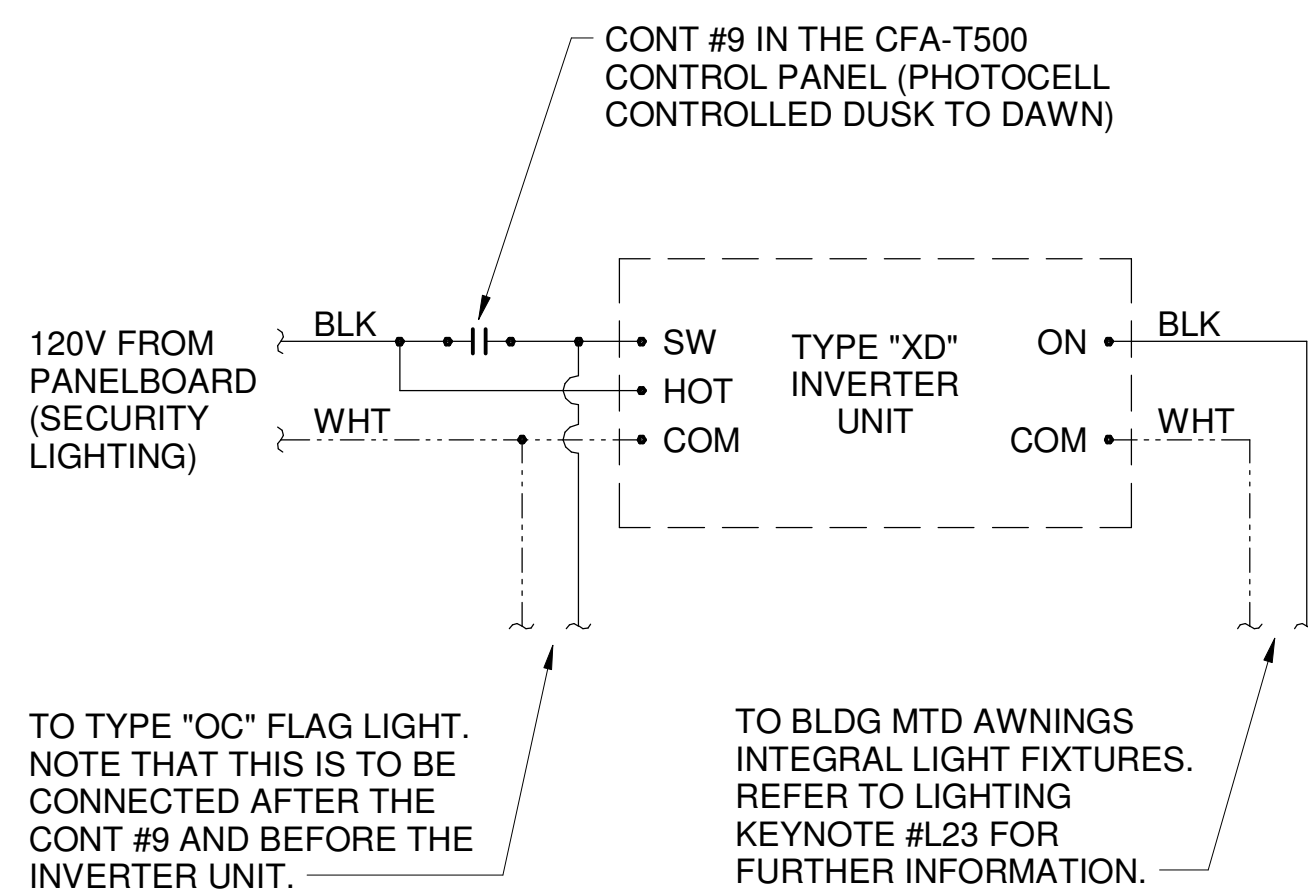 CONT #9 IN THE CFA-T500
CONTROL PANEL (PHOTOCELL
CONTROLLED DUSK TO DAWN)
120V FROM
PANELBOARD
(SECURITY
LIGHTING)
BLK
WHT
SW
HOT
COM
TYPE "XD"
INVERTER
UNIT
ON
COM
BLK
WHT
TO TYPE "OC" FLAG LIGHT.
NOTE THAT THIS IS TO BE
CONNECTED AFTER THE
CONT #9 AND BEFORE THE
INVERTER UNIT.
TO BLDG MTD AWNINGS
INTEGRAL LIGHT FIXTURES.
REFER TO LIGHTING
KEYNOTE #L23 FOR
FURTHER INFORMATION.